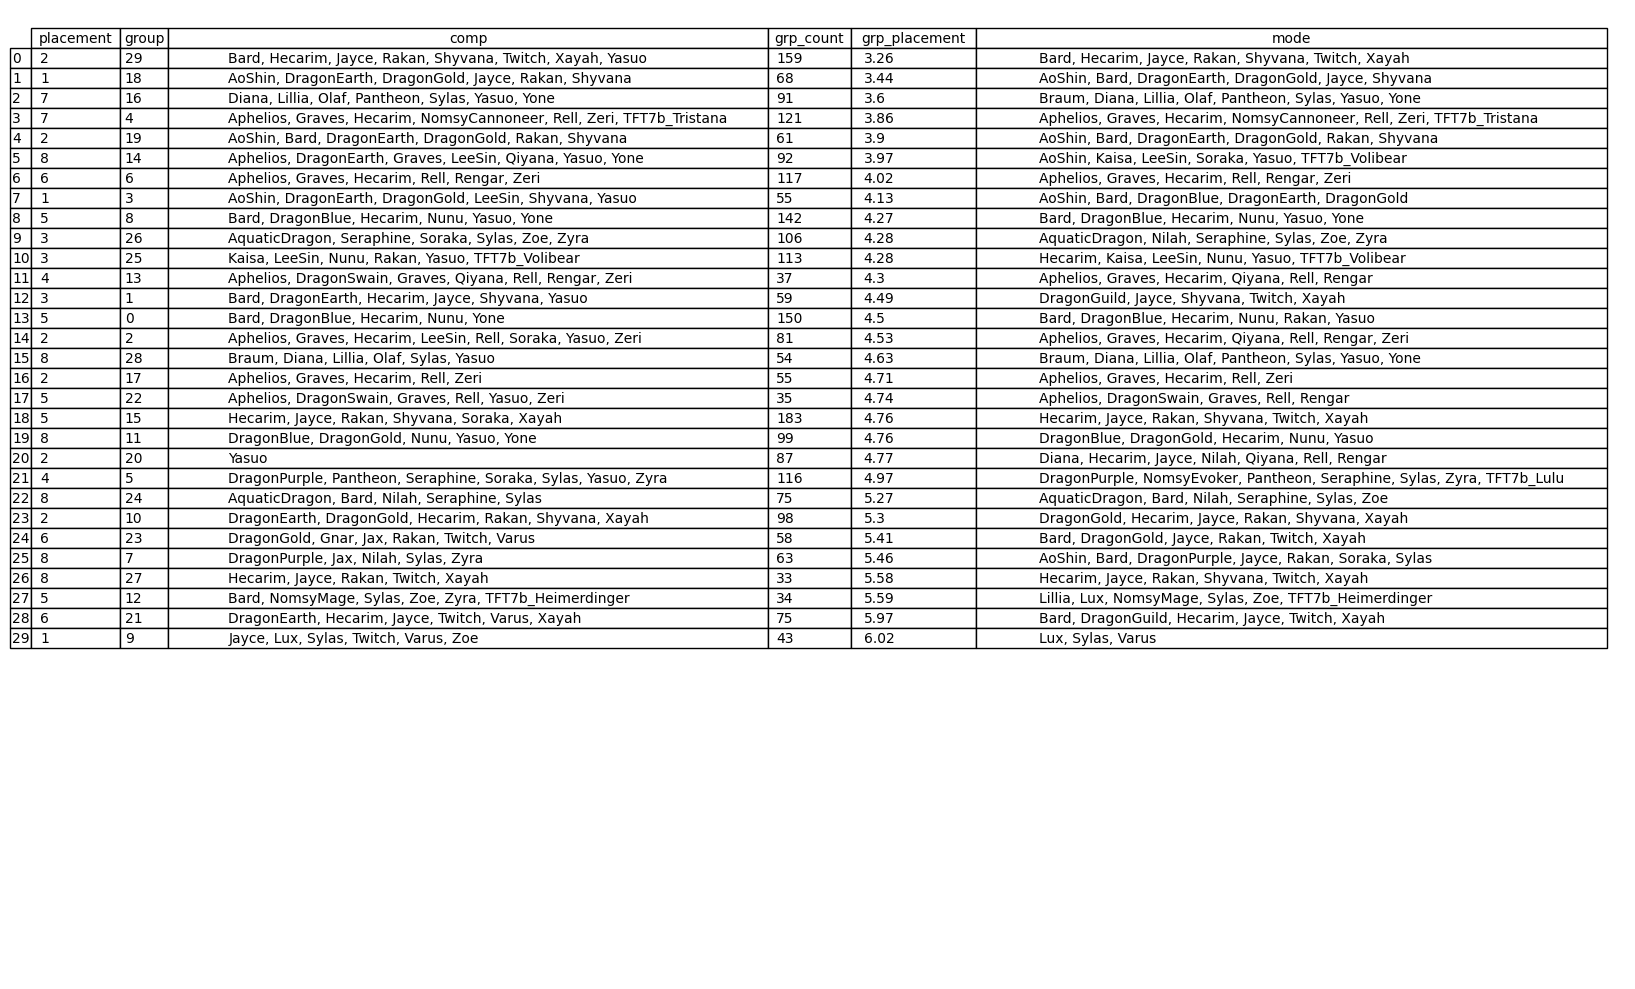 placement group comp grp_count grp_placement mode
0 2 29 Bard, Hecarim, Jayce, Rakan, Shyvana, Twitch, Xayah, Yasuo 159 3.26 Bard, Hecarim, Jayce, Rakan, Shyvana, Twitch, Xayah
1 1 18 AoShin, DragonEarth, DragonGold, Jayce, Rakan, Shyvana 68 3.44 AoShin, Bard, DragonEarth, DragonGold, Jayce, Shyvana
2 7 16 Diana, Lillia, Olaf, Pantheon, Sylas, Yasuo, Yone 91 3.6 Braum, Diana, Lillia, Olaf, Pantheon, Sylas, Yasuo, Yone
3 7 4 Aphelios, Graves, Hecarim, NomsyCannoneer, Rell, Zeri, TFT7b_Tristana 121 3.86 Aphelios, Graves, Hecarim, NomsyCannoneer, Rell, Zeri, TFT7b_Tristana
4 2 19 AoShin, Bard, DragonEarth, DragonGold, Rakan, Shyvana 61 3.9 AoShin, Bard, DragonEarth, DragonGold, Rakan, Shyvana
5 8 14 Aphelios, DragonEarth, Graves, LeeSin, Qiyana, Yasuo, Yone 92 3.97 AoShin, Kaisa, LeeSin, Soraka, Yasuo, TFT7b_Volibear
6 6 6 Aphelios, Graves, Hecarim, Rell, Rengar, Zeri 117 4.02 Aphelios, Graves, Hecarim, Rell, Rengar, Zeri
7 1 3 AoShin, DragonEarth, DragonGold, LeeSin, Shyvana, Yasuo 55 4.13 AoShin, Bard, DragonBlue, DragonEarth, DragonGold
8 5 8 Bard, DragonBlue, Hecarim, Nunu, Yasuo, Yone 142 4.27 Bard, DragonBlue, Hecarim, Nunu, Yasuo, Yone
9 3 26 AquaticDragon, Seraphine, Soraka, Sylas, Zoe, Zyra 106 4.28 AquaticDragon, Nilah, Seraphine, Sylas, Zoe, Zyra
10 3 25 Kaisa, LeeSin, Nunu, Rakan, Yasuo, TFT7b_Volibear 113 4.28 Hecarim, Kaisa, LeeSin, Nunu, Yasuo, TFT7b_Volibear
11 4 13 Aphelios, DragonSwain, Graves, Qiyana, Rell, Rengar, Zeri 37 4.3 Aphelios, Graves, Hecarim, Qiyana, Rell, Rengar
12 3 1 Bard, DragonEarth, Hecarim, Jayce, Shyvana, Yasuo 59 4.49 DragonGuild, Jayce, Shyvana, Twitch, Xayah
13 5 0 Bard, DragonBlue, Hecarim, Nunu, Yone 150 4.5 Bard, DragonBlue, Hecarim, Nunu, Rakan, Yasuo
14 2 2 Aphelios, Graves, Hecarim, LeeSin, Rell, Soraka, Yasuo, Zeri 81 4.53 Aphelios, Graves, Hecarim, Qiyana, Rell, Rengar, Zeri
15 8 28 Braum, Diana, Lillia, Olaf, Sylas, Yasuo 54 4.63 Braum, Diana, Lillia, Olaf, Pantheon, Sylas, Yasuo, Yone
16 2 17 Aphelios, Graves, Hecarim, Rell, Zeri 55 4.71 Aphelios, Graves, Hecarim, Rell, Zeri
17 5 22 Aphelios, DragonSwain, Graves, Rell, Yasuo, Zeri 35 4.74 Aphelios, DragonSwain, Graves, Rell, Rengar
18 5 15 Hecarim, Jayce, Rakan, Shyvana, Soraka, Xayah 183 4.76 Hecarim, Jayce, Rakan, Shyvana, Twitch, Xayah
19 8 11 DragonBlue, DragonGold, Nunu, Yasuo, Yone 99 4.76 DragonBlue, DragonGold, Hecarim, Nunu, Yasuo
20 2 20 Yasuo 87 4.77 Diana, Hecarim, Jayce, Nilah, Qiyana, Rell, Rengar
21 4 5 DragonPurple, Pantheon, Seraphine, Soraka, Sylas, Yasuo, Zyra 116 4.97 DragonPurple, NomsyEvoker, Pantheon, Seraphine, Sylas, Zyra, TFT7b_Lulu
22 8 24 AquaticDragon, Bard, Nilah, Seraphine, Sylas 75 5.27 AquaticDragon, Bard, Nilah, Seraphine, Sylas, Zoe
23 2 10 DragonEarth, DragonGold, Hecarim, Rakan, Shyvana, Xayah 98 5.3 DragonGold, Hecarim, Jayce, Rakan, Shyvana, Xayah
24 6 23 DragonGold, Gnar, Jax, Rakan, Twitch, Varus 58 5.41 Bard, DragonGold, Jayce, Rakan, Twitch, Xayah
25 8 7 DragonPurple, Jax, Nilah, Sylas, Zyra 63 5.46 AoShin, Bard, DragonPurple, Jayce, Rakan, Soraka, Sylas
26 8 27 Hecarim, Jayce, Rakan, Twitch, Xayah 33 5.58 Hecarim, Jayce, Rakan, Shyvana, Twitch, Xayah
27 5 12 Bard, NomsyMage, Sylas, Zoe, Zyra, TFT7b_Heimerdinger 34 5.59 Lillia, Lux, NomsyMage, Sylas, Zoe, TFT7b_Heimerdinger
28 6 21 DragonEarth, Hecarim, Jayce, Twitch, Varus, Xayah 75 5.97 Bard, DragonGuild, Hecarim, Jayce, Twitch, Xayah
29 1 9 Jayce, Lux, Sylas, Twitch, Varus, Zoe 43 6.02 Lux, Sylas, Varus